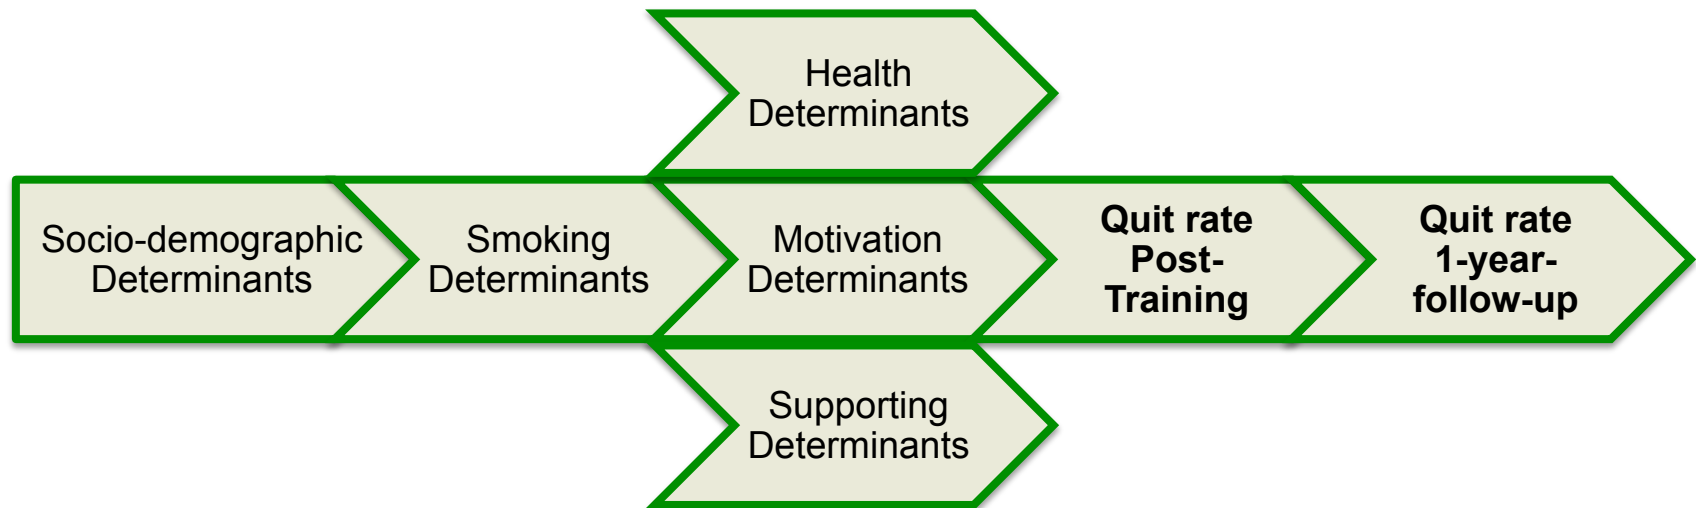 Health
Determinants
Socio-demographic
Determinants
Smoking
Determinants
Motivation
Determinants
Quit rate
Post-
Training
Quit rate
1-year-
follow-up
Supporting
Determinants